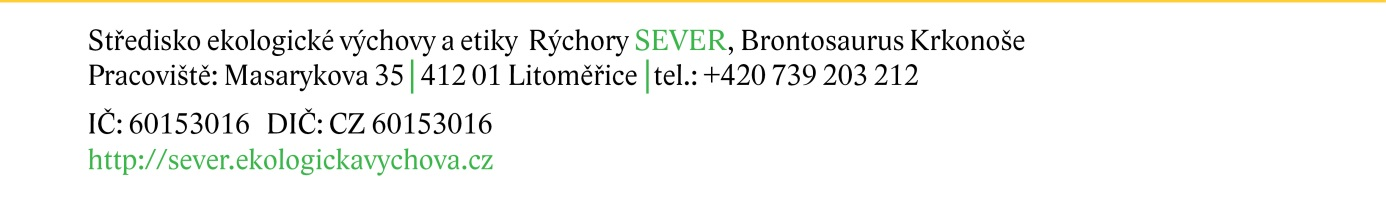 Středisko ekologické výchovy a etiky Rýchory SEVER, Brontosaurus Krkonoše
Pracoviště: Masarykova 35 | 412 01 Litoměřice | tel.: +420 739 203 212
IČ: 60153016 DIČ: CZ 60153016
http://sever.ekologickavychova.cz